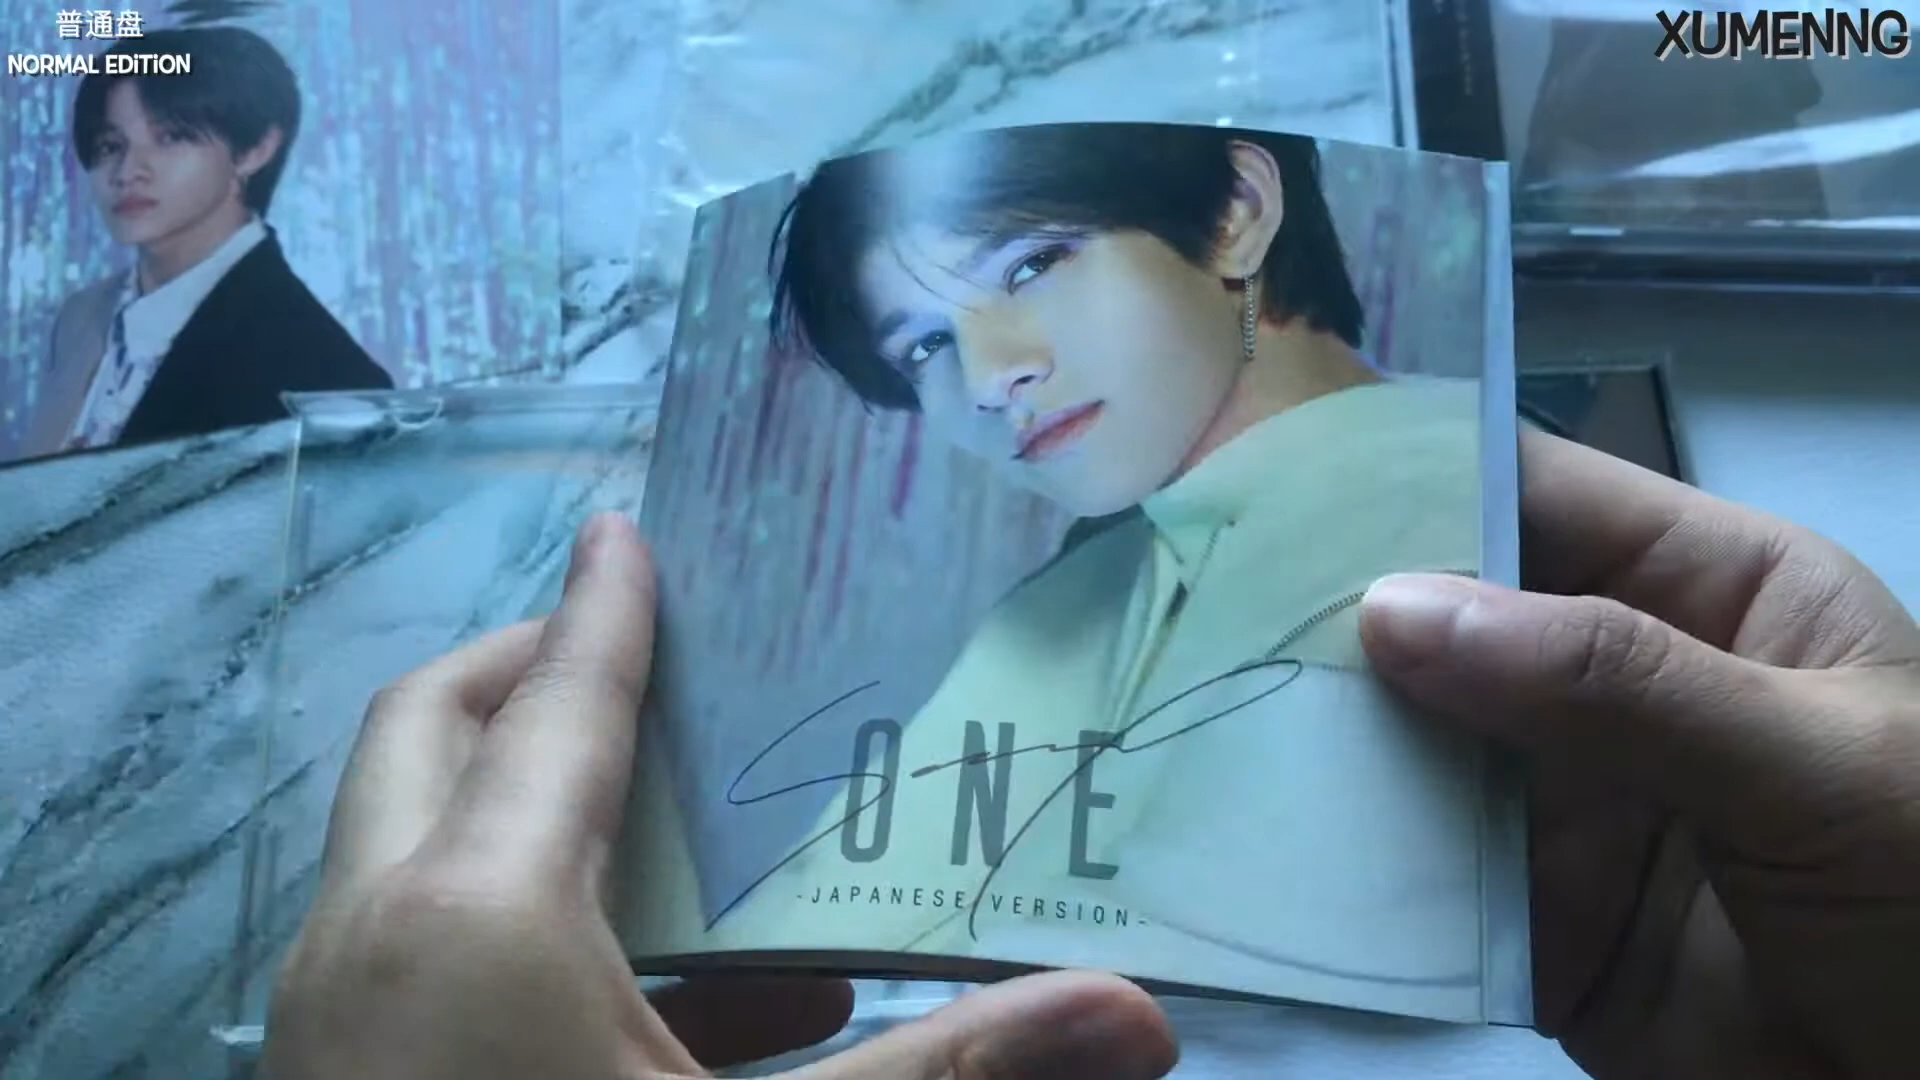 普通盘
NORMAL EDITION
XUMENNG
ONE
-JAPANESE VERSION-